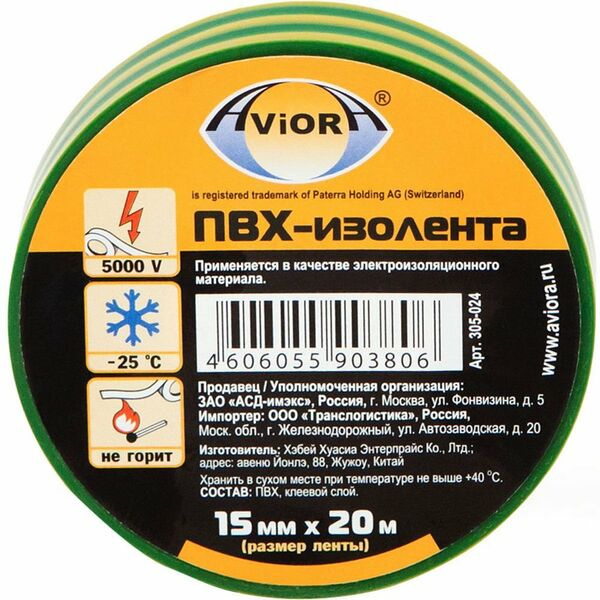 AViORA®
is registered trademark of Paterra Holding AG (Switzerland)
ПВХ-изолента
Применяется в качестве электроизоляционного
материала.
5000 V
-25 °C
не горит
4 606055 903806
Арт. 305-024
www.aviora.ru
Продавец / Уполномоченная организация:
ЗАО «АСД-имэкс», Россия, г. Москва, ул. Фонвизина, д. 5
Импортер: ООО «Транслогистика», Россия,
Моск. обл., г. Железнодорожный, ул. Автозаводская, д. 20
Изготовитель: Хэбей Хуасиа Энтерпрайс Ко., Лтд.;
адрес: авеню Йонлэ, 88, Жужоу, Китай
Хранить в сухом месте при температуре не выше +40 °С.
СОСТАВ: ПВХ, клеевой слой.
15 мм x 20 м
(размер ленты)